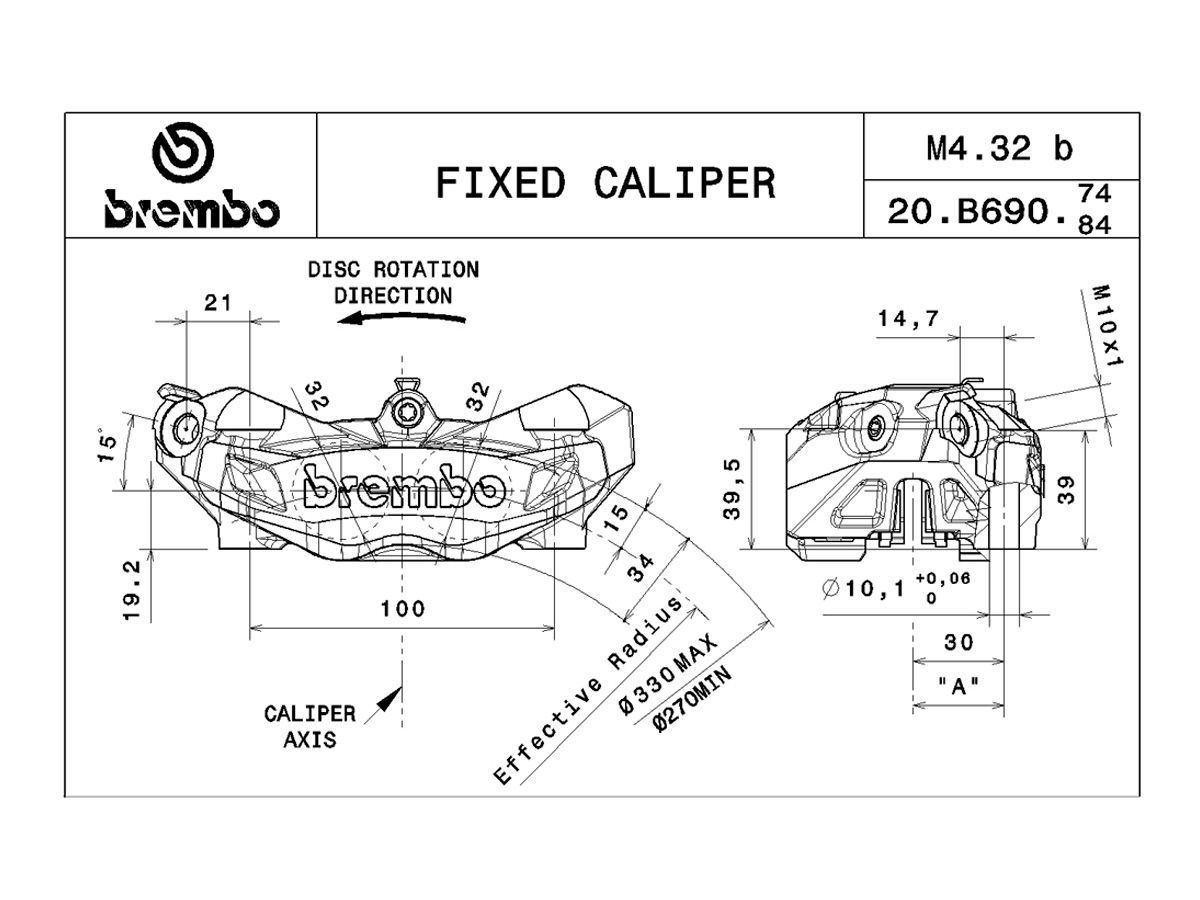 brembo
FIXED CALIPER
M4.32 b
20.B690.74
84
DISC ROTATION
DIRECTION
21
14,7
M10x1
32
32
15°
brembo
39,5
39
15
34
19.2
Ø10,1 +0,06
0
100
30
"A"
Effective Radius
Ø330MAX
Ø270MIN
CALIPER
AXIS